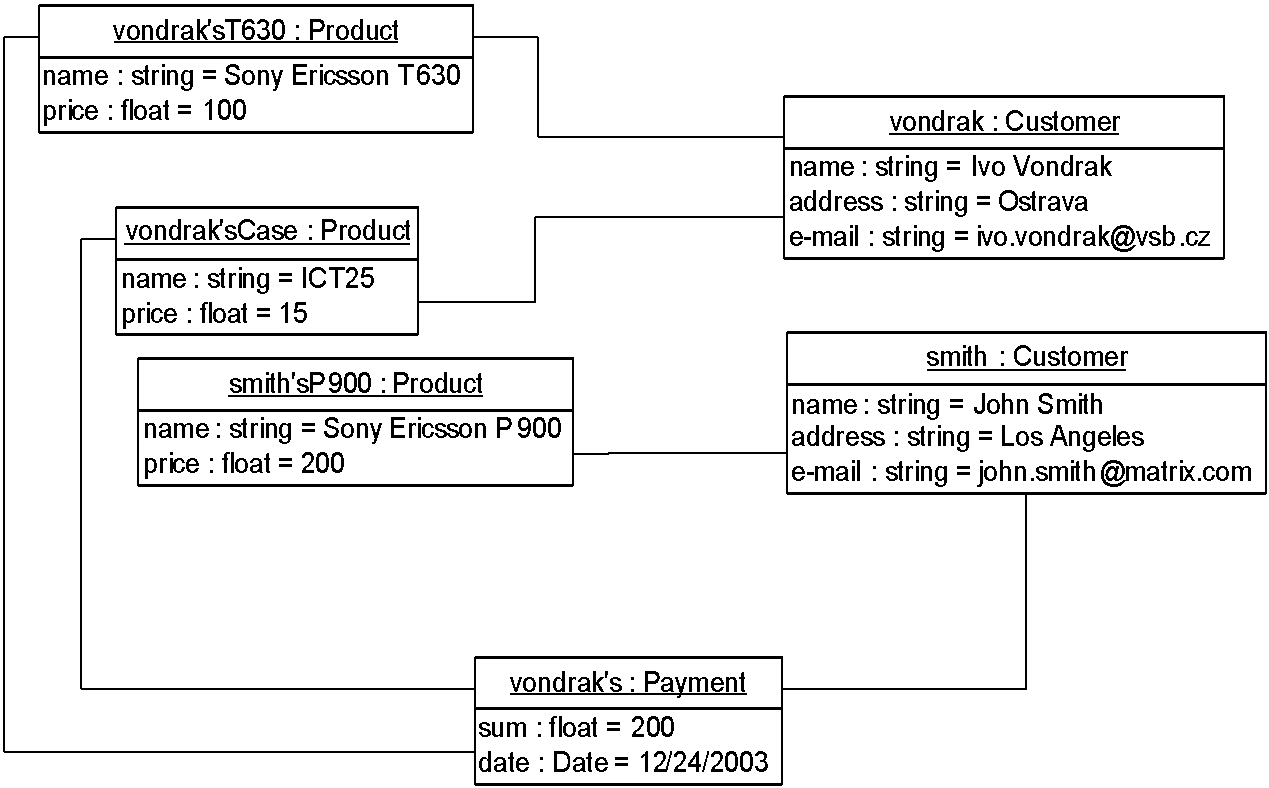 vondrak'sT630 : Product
name : string = Sony Ericsson T630
price : float = 100
vondrak : Customer
name : string = Ivo Vondrak
address : string = Ostrava
e-mail : string = ivo.vondrak@vsb.cz
vondrak'sCase : Product
name : string = ICT25
price : float = 15
smith'sP900 : Product
name : string = Sony Ericsson P900
price : float = 200
smith : Customer
name : string = John Smith
address : string = Los Angeles
e-mail : string = john.smith@matrix.com
vondrak's : Payment
sum : float = 200
date : Date = 12/24/2003